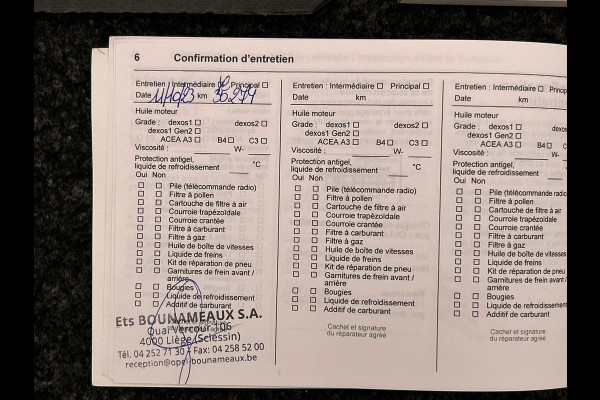 6 Confirmation d'entretien
Entretien : Intermédiaire Principal
Date km 35.279
Huile moteur
Grade : dexos1 dexos2
dexos1 Gen2
ACEA A3 B4 C3
Viscosité : W-
Protection antigel,
liquide de refroidissement °C
Oui Non
Pile (télécommande radio)
Filtre à pollen
Cartouche de filtre à air
Courroie trapézoïdale
Courroie crantée
Filtre à carburant
Filtre à gaz
Huile de boîte de vitesses
Liquide de freins
Kit de réparation de pneu
Garnitures de frein avant /
arrière
Bougies
Liquide de refroidissement
Additif de carburant
Ets BOUNAMEAUX S.A.
Quai Vercour 106
4000 Liège (Sclessin)
Tél. 04 252 71 30 - Fax: 04 258 52 00
reception@opel-bounameaux.be
Entretien : Intermédiaire Principal
Date km
Huile moteur
Grade : dexos1 dexos2
dexos1 Gen2
ACEA A3 B4 C3
Viscosité : W-
Protection antigel,
liquide de refroidissement °C
Oui Non
Pile (télécommande radio)
Filtre à pollen
Cartouche de filtre à air
Courroie trapézoïdale
Courroie crantée
Filtre à carburant
Filtre à gaz
Huile de boîte de vitesses
Liquide de freins
Kit de réparation de pneu
Garnitures de frein avant /
arrière
Bougies
Liquide de refroidissement
Additif de carburant
Cachet et signature
du réparateur agréé
Entretien : Intermédiaire
Date km
Huile moteur
Grade : dexos1
dexos1 Gen2
ACEA A3 B4
Viscosité :
Protection antigel,
liquide de refroidissement
Oui Non
Pile (télécommande radio)
Filtre à pollen
Cartouche de filtre à air
Courroie trapézoïdale
Courroie crantée
Filtre à carburant
Filtre à gaz
Huile de boîte de vitesses
Liquide de freins
Kit de réparation de pneu
Garnitures de frein avant
arrière
Bougies
Liquide de refroidissement
Additif de carburant
Cachet et signature
du réparateur agréé